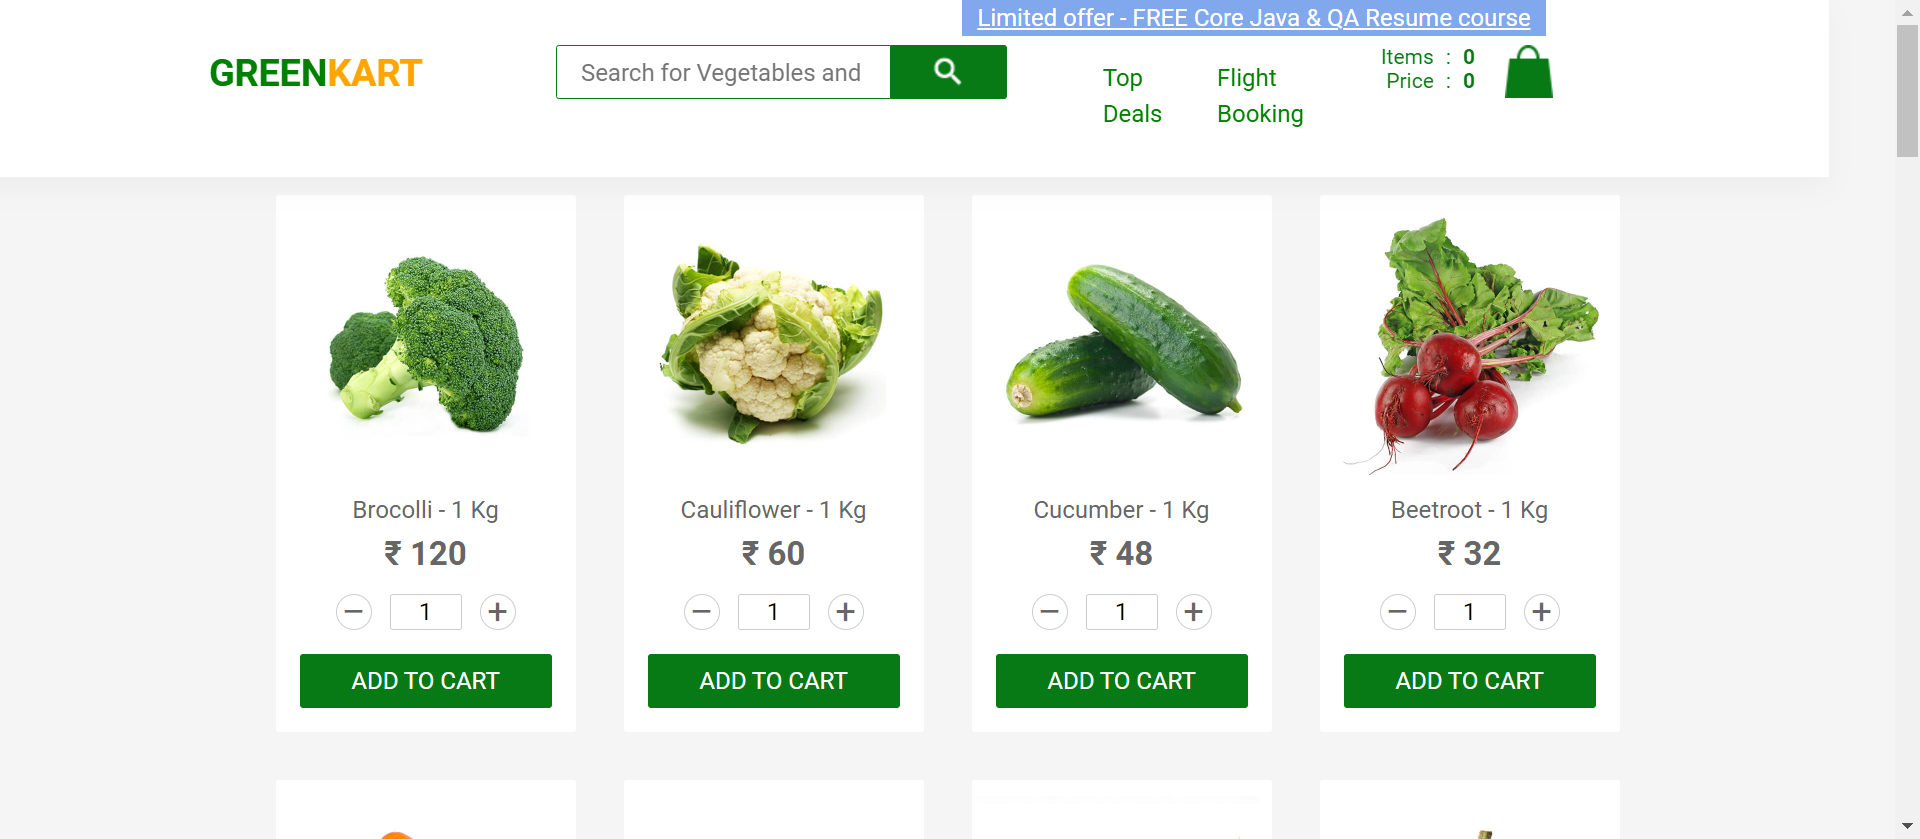 Limited offer - FREE Core Java & QA Resume course
GREENKART
Search for Vegetables and
Top Deals
Flight Booking
Items : 0
Price : 0
Brocolli - 1 Kg
₹ 120
− 1 +
ADD TO CART
Cauliflower - 1 Kg
₹ 60
− 1 +
ADD TO CART
Cucumber - 1 Kg
₹ 48
− 1 +
ADD TO CART
Beetroot - 1 Kg
₹ 32
− 1 +
ADD TO CART